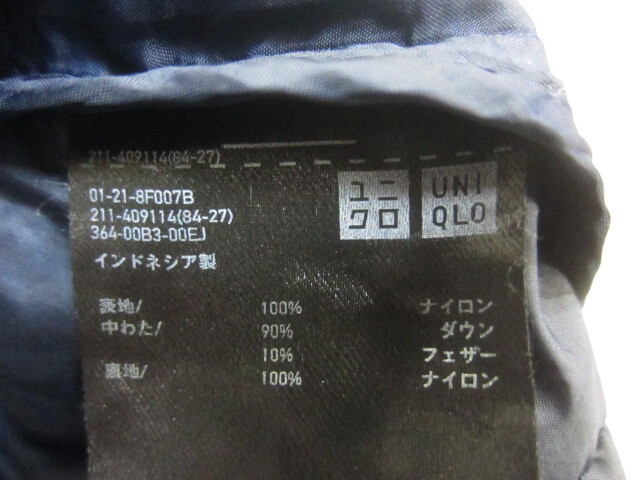 211-409114(84-27)
01-21-8F007B
211-409114(84-27)
364-00B3-00EJ
ユニ
クロ
UNI
QLO
インドネシア製
表地/ 100% ナイロン
中わた/ 90% ダウン
10% フェザー
裏地/ 100% ナイロン